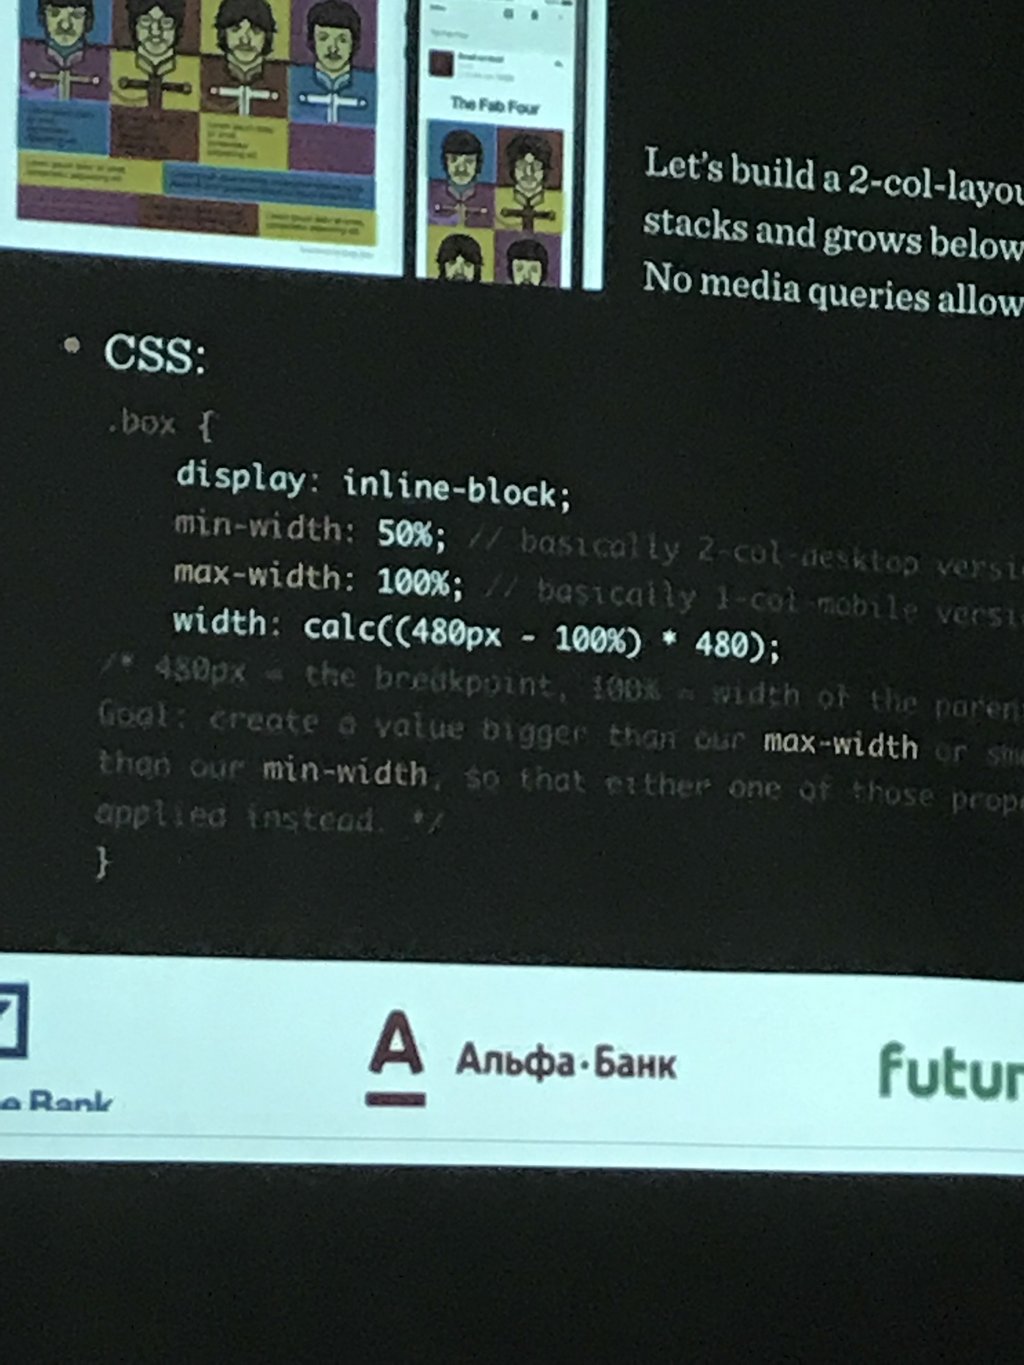 The Fab Four
Let's build a 2-col-layou
stacks and grows below
No media queries allow
• CSS:
.box {
display: inline-block;
min-width: 50%; // basically 2-col-desktop versi
max-width: 100%; // basically 1-col-mobile versi
width: calc((480px - 100%) * 480);
/* 480px = the breakpoint, 100% = width of the paren
Goal: create a value bigger than our max-width or sm
than our min-width, so that either one of those prop
applied instead. */
}
e Bank
А
Альфа·Банк
futur